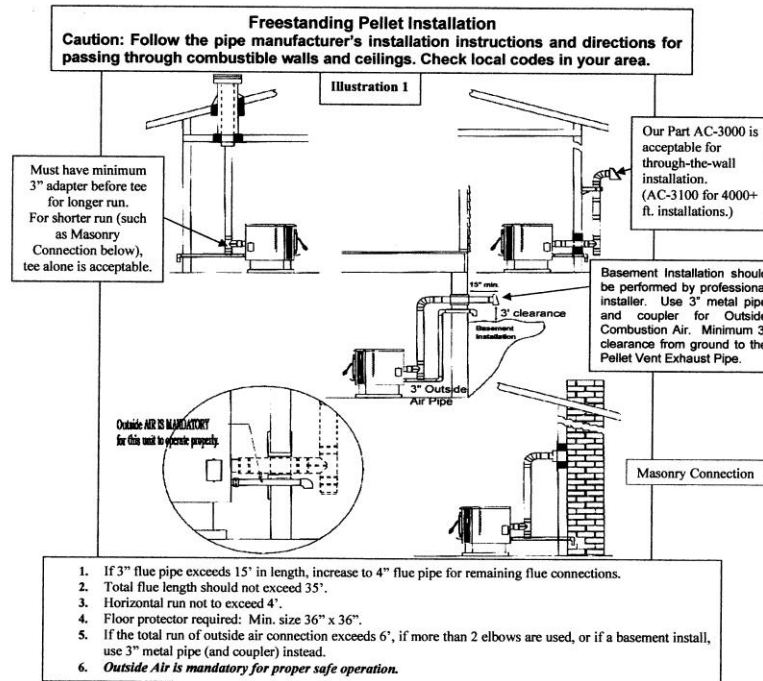 Freestanding Pellet Installation
Caution: Follow the pipe manufacturer's installation instructions and directions for
passing through combustible walls and ceilings. Check local codes in your area.
Illustration 1
Must have minimum
3" adapter before tee
for longer run.
For shorter run (such
as Masonry
Connection below),
tee alone is acceptable.
Our Part AC-3000 is
acceptable for
through-the-wall
installation.
(AC-3100 for 4000+
ft. installations.)
15" min.
3' clearance
Basement
Installation
Basement Installation should
be performed by professional
installer. Use 3" metal pipe
and coupler for Outside
Combustion Air. Minimum 3'
clearance from ground to the
Pellet Vent Exhaust Pipe.
3" Outside
Air Pipe
Outside AIR IS MANDATORY
for this unit to operate properly.
Masonry Connection
1. If 3" flue pipe exceeds 15' in length, increase to 4" flue pipe for remaining flue connections.
2. Total flue length should not exceed 35'.
3. Horizontal run not to exceed 4'.
4. Floor protector required: Min. size 36" x 36".
5. If the total run of outside air connection exceeds 6', if more than 2 elbows are used, or if a basement install,
use 3" metal pipe (and coupler) instead.
6. Outside Air is mandatory for proper safe operation.